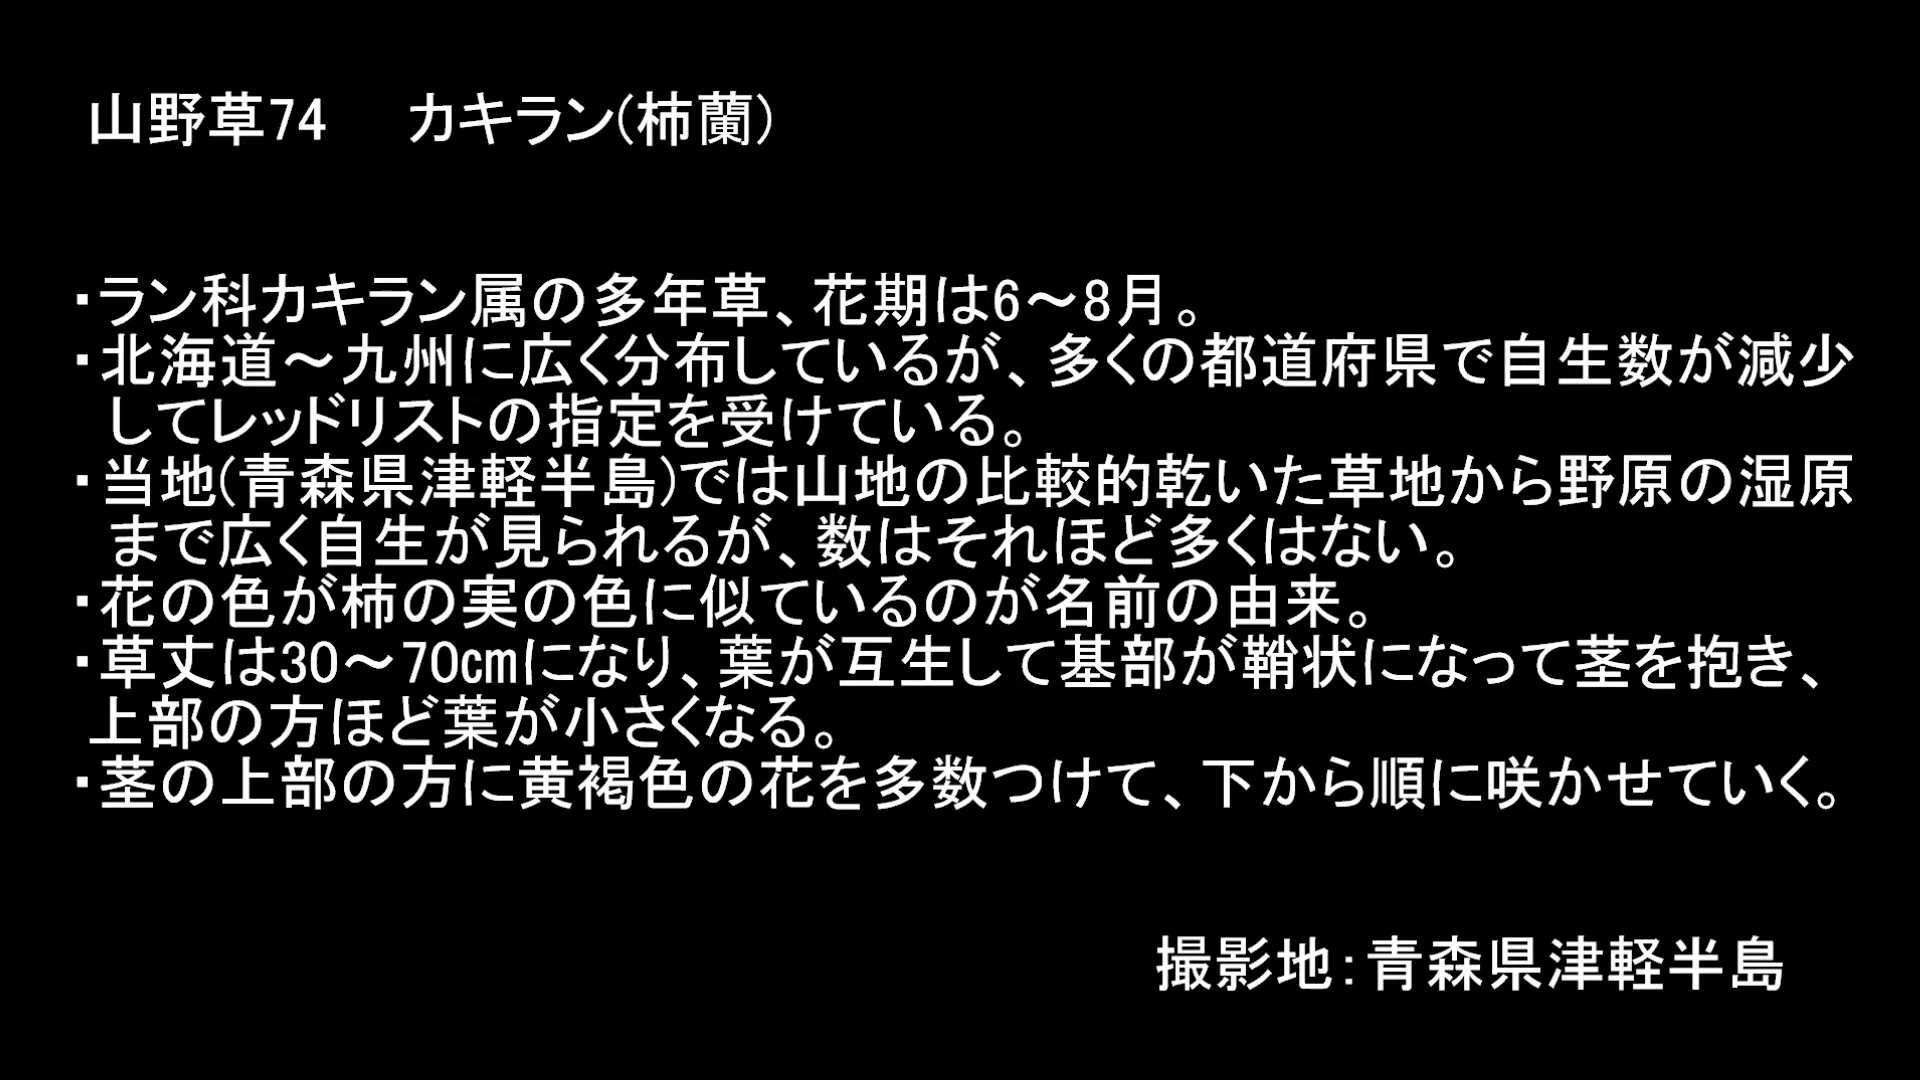 山野草74　カキラン(柿蘭)
・ラン科カキラン属の多年草、花期は6～8月。
・北海道～九州に広く分布しているが、多くの都道府県で自生数が減少
してレッドリストの指定を受けている。
・当地(青森県津軽半島)では山地の比較的乾いた草地から野原の湿原
まで広く自生が見られるが、数はそれほど多くはない。
・花の色が柿の実の色に似ているのが名前の由来。
・草丈は30～70㎝になり、葉が互生して基部が鞘状になって茎を抱き、
上部の方ほど葉が小さくなる。
・茎の上部の方に黄褐色の花を多数つけて、下から順に咲かせていく。
撮影地：青森県津軽半島